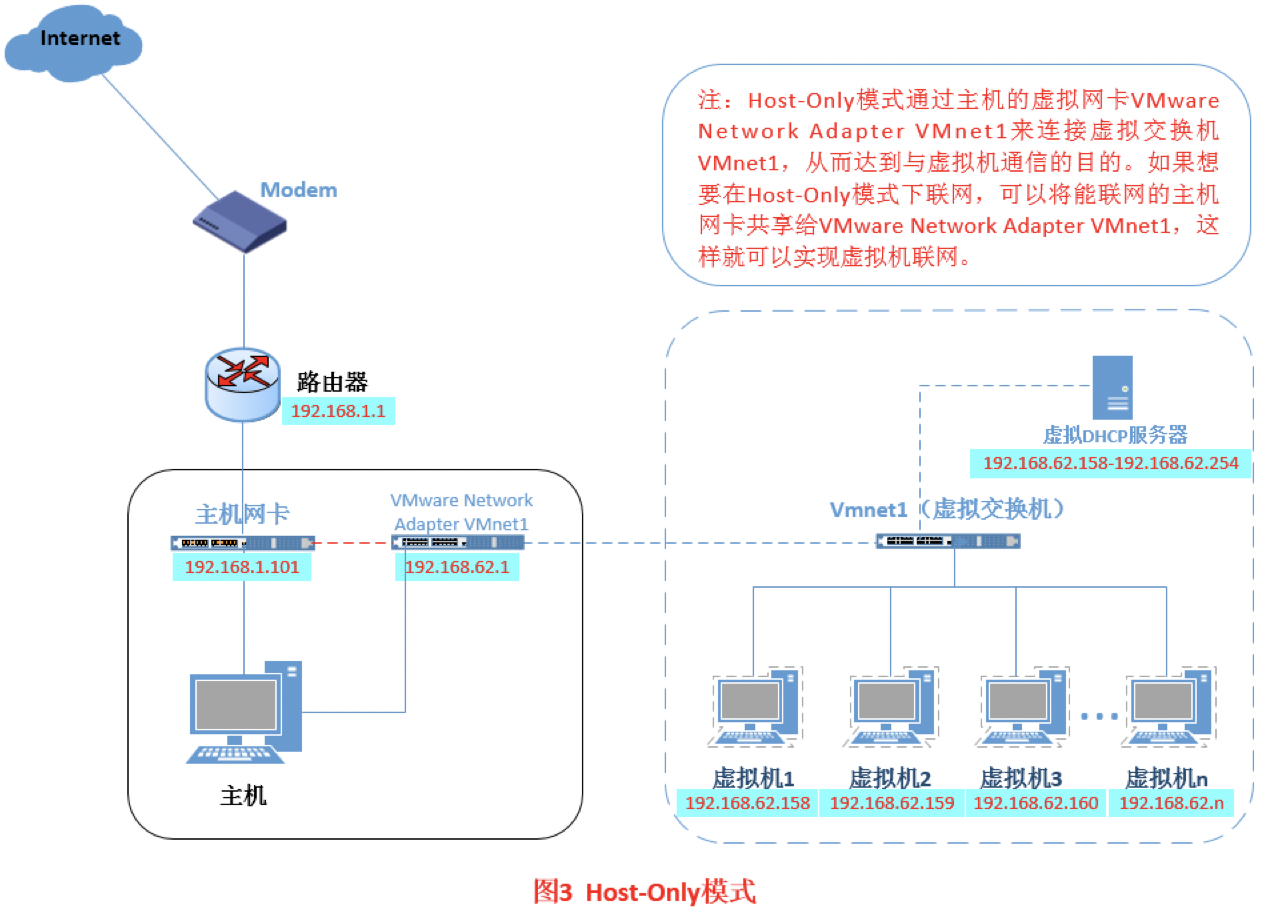 Internet
注：Host-Only模式通过主机的虚拟网卡VMware
Network Adapter VMnet1来连接虚拟交换机
VMnet1，从而达到与虚拟机通信的目的。如果想
要在Host-Only模式下联网，可以将能联网的主机
网卡共享给VMware Network Adapter VMnet1，这
样就可以实现虚拟机联网。
Modem
路由器
192.168.1.1
虚拟DHCP服务器
192.168.62.158-192.168.62.254
主机网卡
192.168.1.101
VMware Network
Adapter VMnet1
192.168.62.1
Vmnet1（虚拟交换机）
主机
虚拟机1
192.168.62.158
虚拟机2
192.168.62.159
虚拟机3
192.168.62.160
虚拟机n
192.168.62.n
图3 Host-Only模式